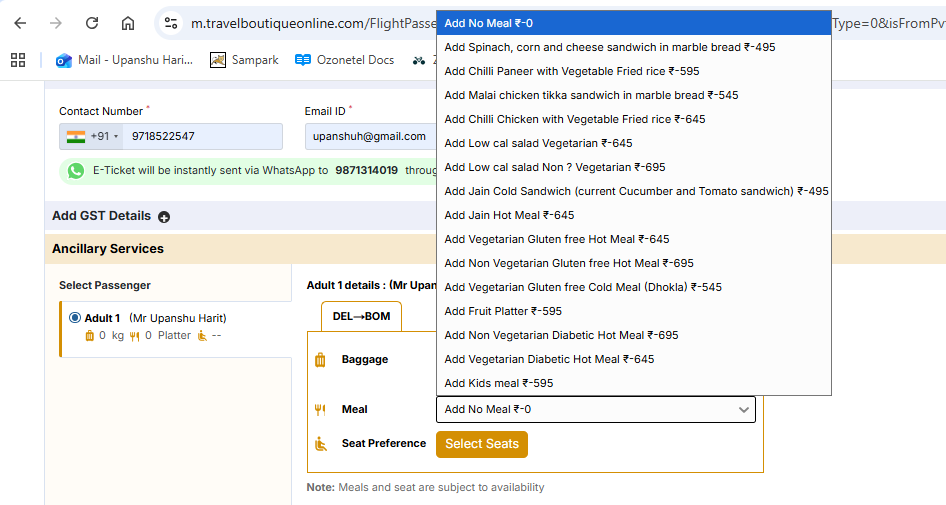 m.travelboutiqueonline.com/FlightPasse
Type=0&isFromPv
Mail - Upanshu Hari...
Sampark
Ozonetel Docs
Contact Number *
Email ID *
+91
9718522547
upanshuh@gmail.com
E-Ticket will be instantly sent via WhatsApp to 9871314019 throug
Add GST Details
Ancillary Services
Select Passenger
Adult 1 (Mr Upanshu Harit)
0 kg 0 Platter --
Adult 1 details : (Mr Upan
DEL→BOM
Baggage
Add No Meal ₹-0
Add Spinach, corn and cheese sandwich in marble bread ₹-495
Add Chilli Paneer with Vegetable Fried rice ₹-595
Add Malai chicken tikka sandwich in marble bread ₹-545
Add Chilli Chicken with Vegetable Fried rice ₹-645
Add Low cal salad Vegetarian ₹-645
Add Low cal salad Non ? Vegetarian ₹-695
Add Jain Cold Sandwich (current Cucumber and Tomato sandwich) ₹-495
Add Jain Hot Meal ₹-645
Add Vegetarian Gluten free Hot Meal ₹-645
Add Non Vegetarian Gluten free Hot Meal ₹-695
Add Vegetarian Gluten free Cold Meal (Dhokla) ₹-545
Add Fruit Platter ₹-595
Add Non Vegetarian Diabetic Hot Meal ₹-695
Add Vegetarian Diabetic Hot Meal ₹-645
Add Kids meal ₹-595
Meal
Add No Meal ₹-0
Seat Preference
Select Seats
Note: Meals and seat are subject to availability